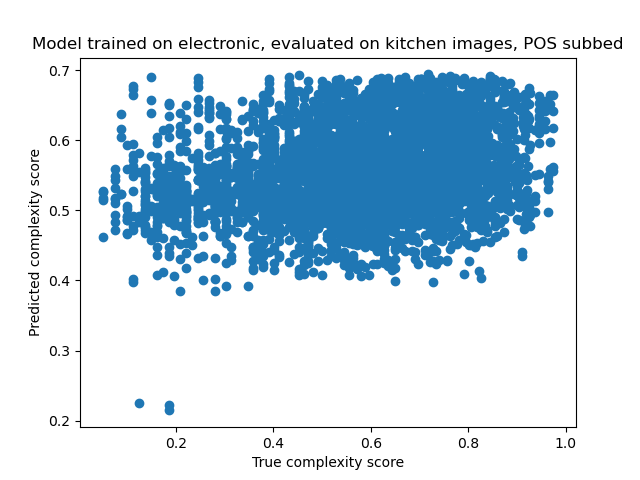 Model trained on electronic, evaluated on kitchen images, POS subbed
0.7
0.6
0.5
0.4
0.3
0.2
Predicted complexity score
0.2 0.4 0.6 0.8 1.0
True complexity score